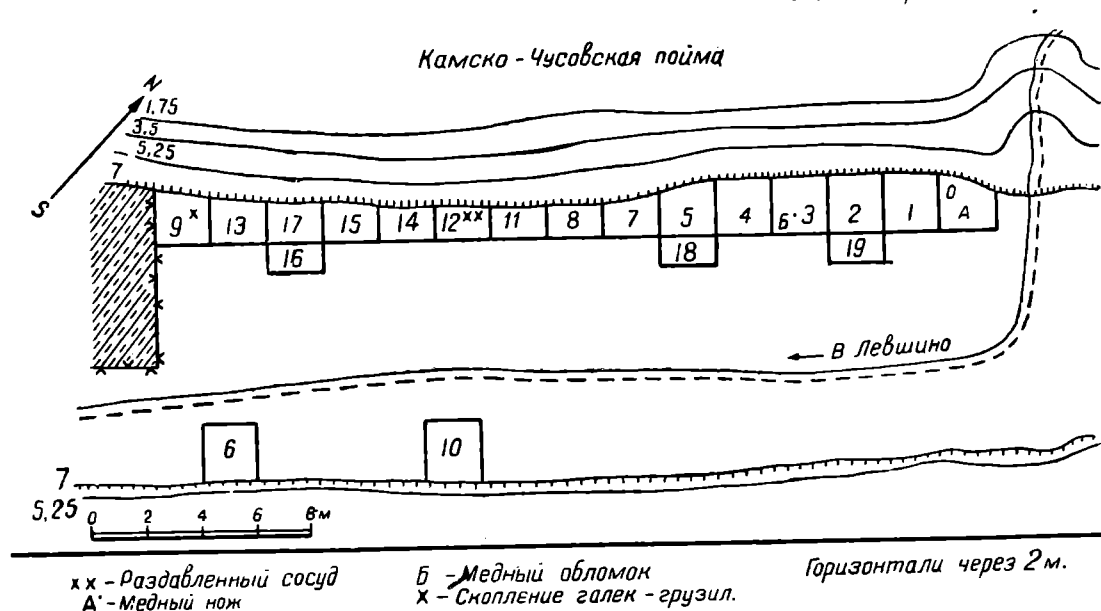 Камско-Чусовская пойма
N
1.75
3,5
5,25
7
S
9 x 13 17 15 14 12 xx 11 8 7 5 4 Б·3 2 1 0 А
16 18 19
В Левшино
6 10
7
5,25
0 2 4 6 8м
xx - Раздавленный сосуд
А· - Медный нож
Б - Медный обломок
x - Скопление галек-грузил.
Горизонтали через 2 м.